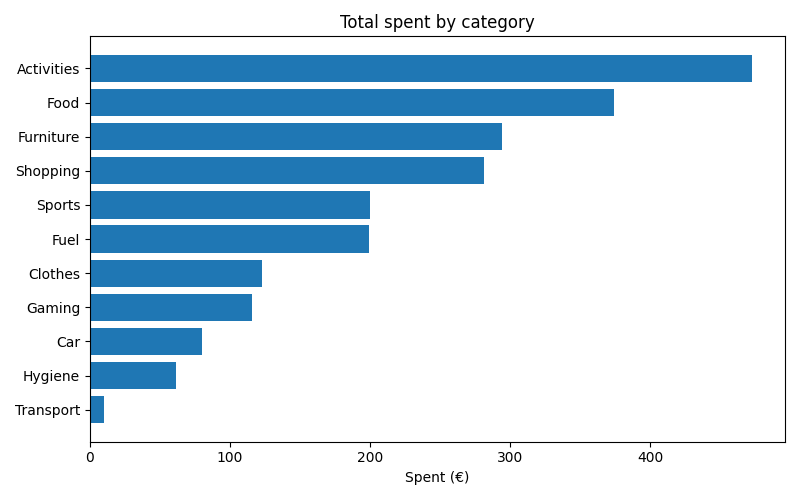 Total spent by category
Activities
Food
Furniture
Shopping
Sports
Fuel
Clothes
Gaming
Car
Hygiene
Transport
0 100 200 300 400
Spent (€)